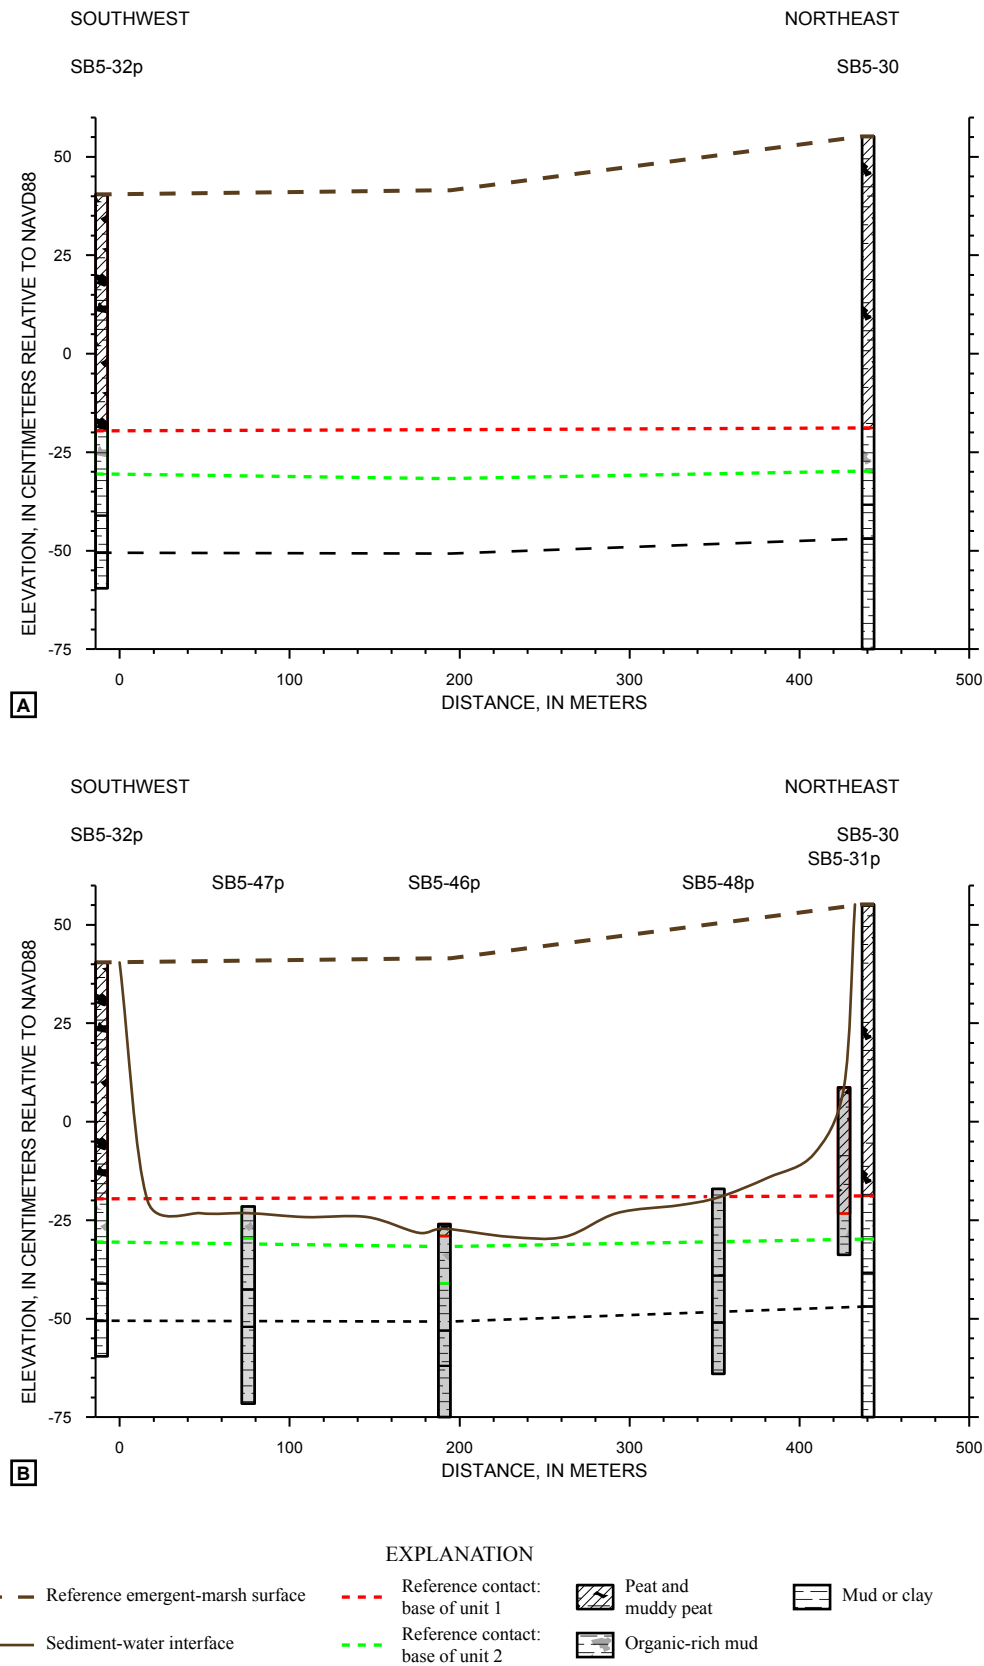 SOUTHWEST NORTHEAST
SB5-32p SB5-30
ELEVATION, IN CENTIMETERS RELATIVE TO NAVD88
50
25
0
-25
-50
-75
0 100 200 300 400 500
DISTANCE, IN METERS
A
SOUTHWEST NORTHEAST
SB5-32p SB5-30
SB5-31p
SB5-47p SB5-46p SB5-48p
ELEVATION, IN CENTIMETERS RELATIVE TO NAVD88
50
25
0
-25
-50
-75
0 100 200 300 400 500
DISTANCE, IN METERS
B
EXPLANATION
Reference emergent-marsh surface
Sediment-water interface
Reference contact:
base of unit 1
Reference contact:
base of unit 2
Peat and
muddy peat
Organic-rich mud
Mud or clay